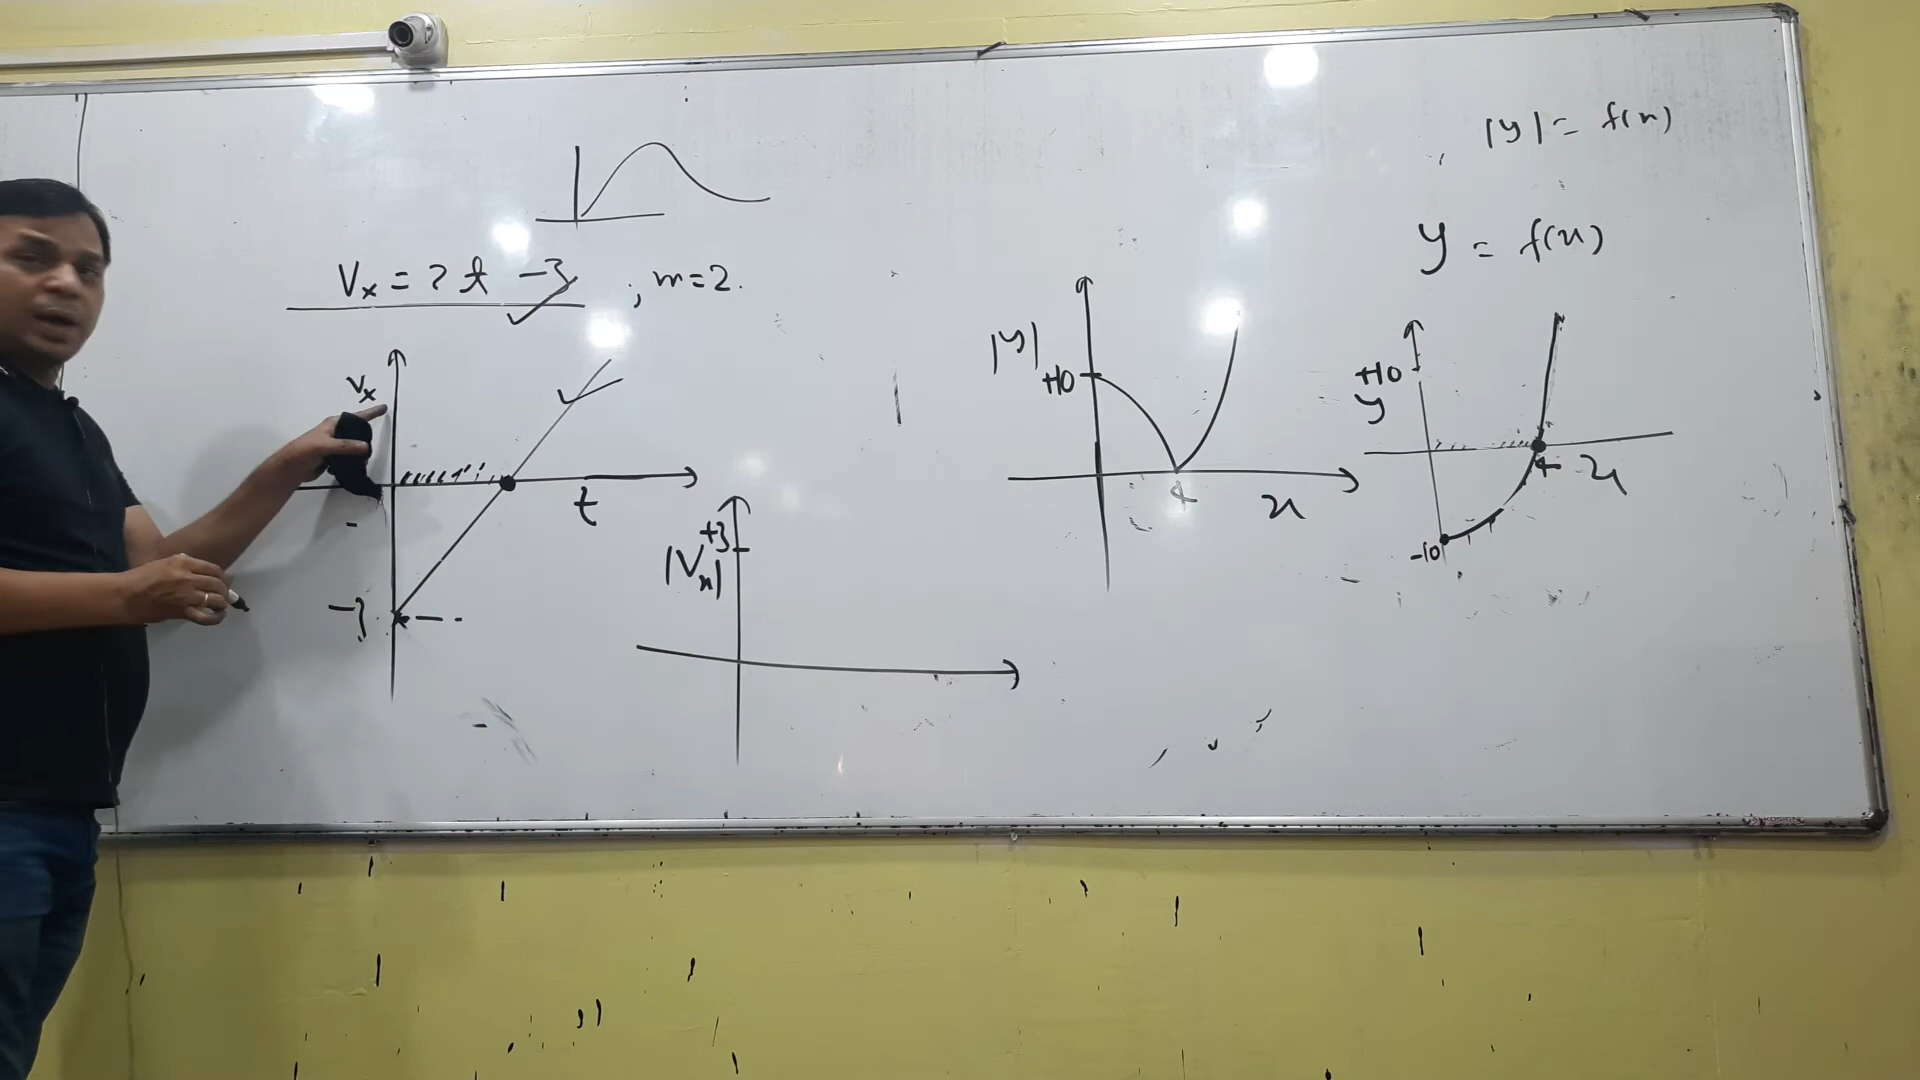 |y| = f(x)
y = f(x)
Vx = 2t -3 ; m=2.
Vx
t
-3
|Vx|
+3
|y|
+10
4
x
+10
y
4
x
-10